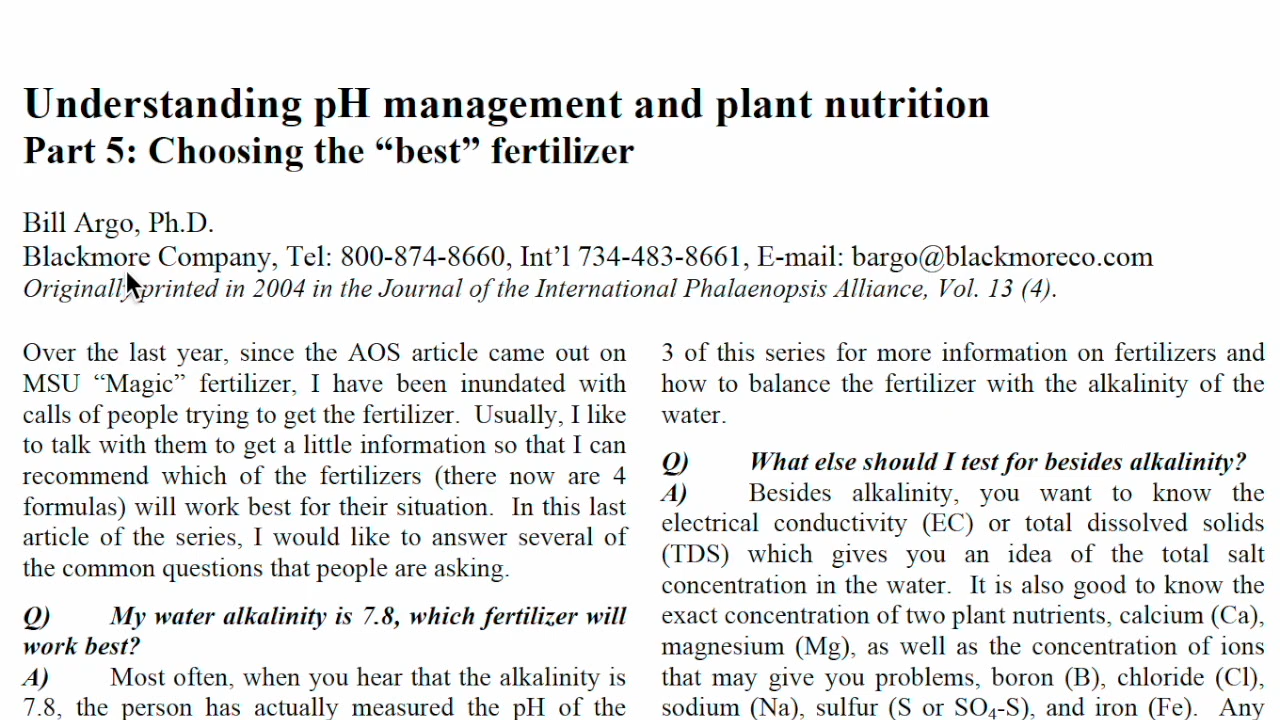 Understanding pH management and plant nutrition
Part 5: Choosing the “best” fertilizer
Bill Argo, Ph.D.
Blackmore Company, Tel: 800-874-8660, Int’l 734-483-8661, E-mail: bargo@blackmoreco.com
Originally printed in 2004 in the Journal of the International Phalaenopsis Alliance, Vol. 13 (4).
Over the last year, since the AOS article came out on
MSU “Magic” fertilizer, I have been inundated with
calls of people trying to get the fertilizer. Usually, I like
to talk with them to get a little information so that I can
recommend which of the fertilizers (there now are 4
formulas) will work best for their situation. In this last
article of the series, I would like to answer several of
the common questions that people are asking.
Q) My water alkalinity is 7.8, which fertilizer will
work best?
A) Most often, when you hear that the alkalinity is
7.8, the person has actually measured the pH of the
3 of this series for more information on fertilizers and
how to balance the fertilizer with the alkalinity of the
water.
Q) What else should I test for besides alkalinity?
A) Besides alkalinity, you want to know the
electrical conductivity (EC) or total dissolved solids
(TDS) which gives you an idea of the total salt
concentration in the water. It is also good to know the
exact concentration of two plant nutrients, calcium (Ca),
magnesium (Mg), as well as the concentration of ions
that may give you problems, boron (B), chloride (Cl),
sodium (Na), sulfur (S or SO₄-S), and iron (Fe). Any